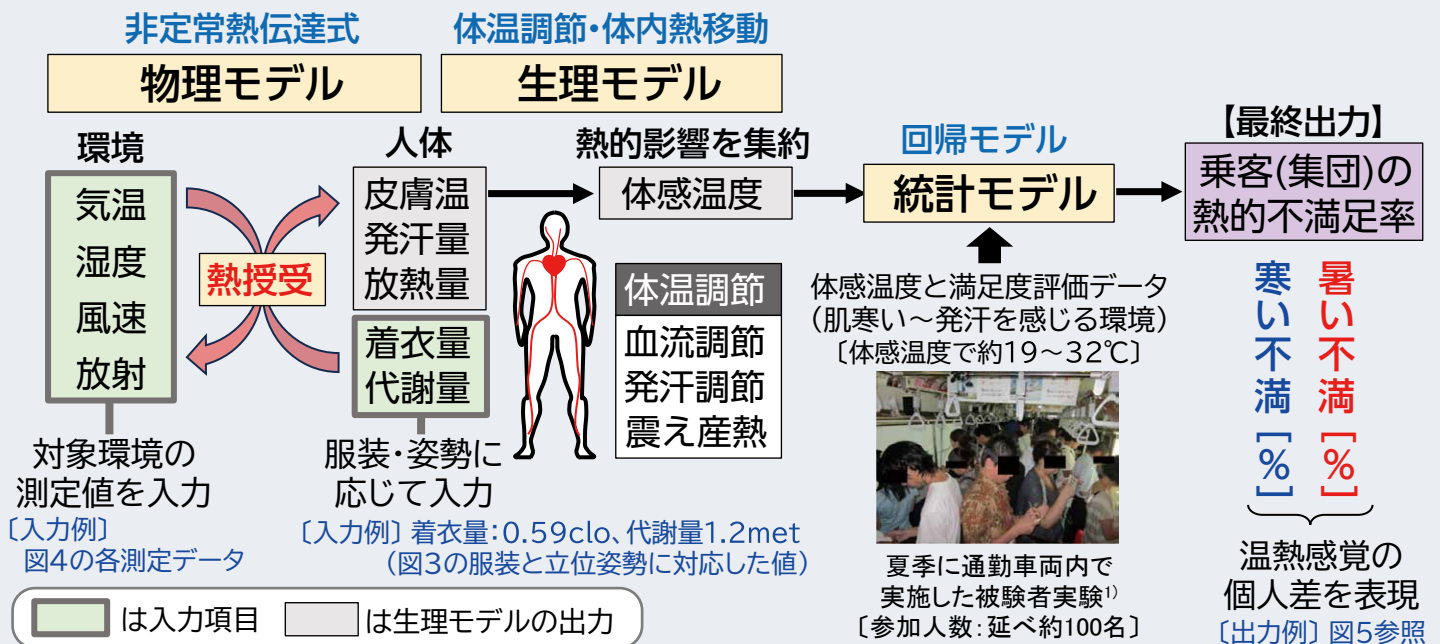 非定常熱伝達式
物理モデル
体温調節・体内熱移動
生理モデル
環境
気温
湿度
風速
放射
熱授受
人体
皮膚温
発汗量
放熱量
着衣量
代謝量
対象環境の
測定値を入力
〔入力例〕
図4の各測定データ
服装・姿勢に
応じて入力
〔入力例〕着衣量:0.59clo、代謝量1.2met
(図3の服装と立位姿勢に対応した値)
熱的影響を集約
体感温度
体温調節
血流調節
発汗調節
震え産熱
回帰モデル
統計モデル
体感温度と満足度評価データ
(肌寒い~発汗を感じる環境)
〔体感温度で約19~32℃〕
夏季に通勤車両内で
実施した被験者実験1)
〔参加人数:延べ約100名〕
【最終出力】
乗客(集団)の
熱的不満足率
暑い不満[%]
寒い不満[%]
温熱感覚の
個人差を表現
〔出力例〕図5参照
は入力項目
は生理モデルの出力